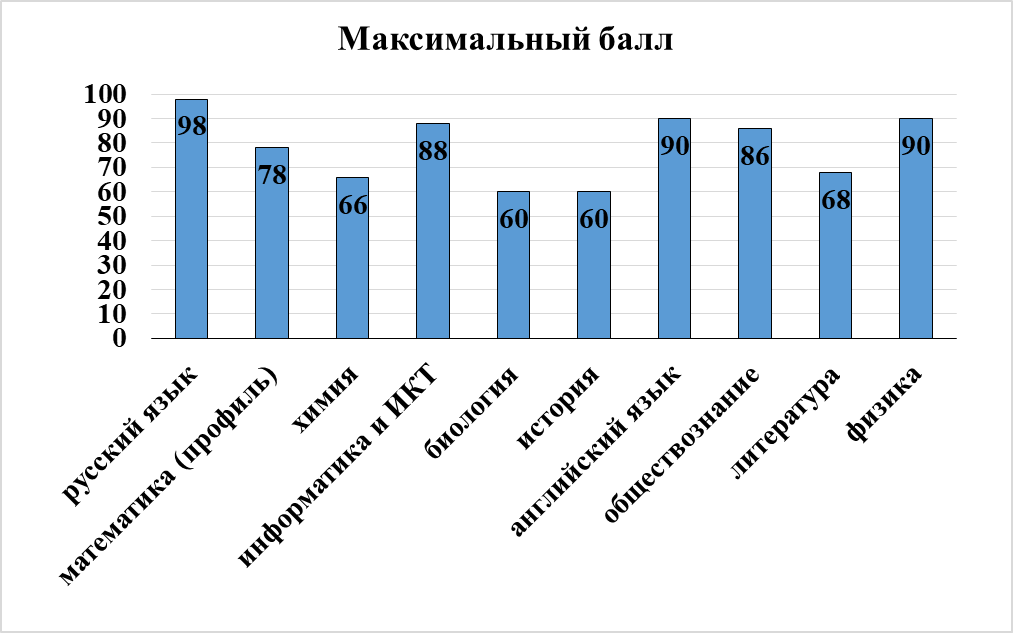 Максимальный балл
100
90
80
70
60
50
40
30
20
10
0
98
78
66
88
60
60
90
86
68
90
русский язык
математика (профиль)
химия
информатика и ИКТ
биология
история
английский язык
обществознание
литература
физика